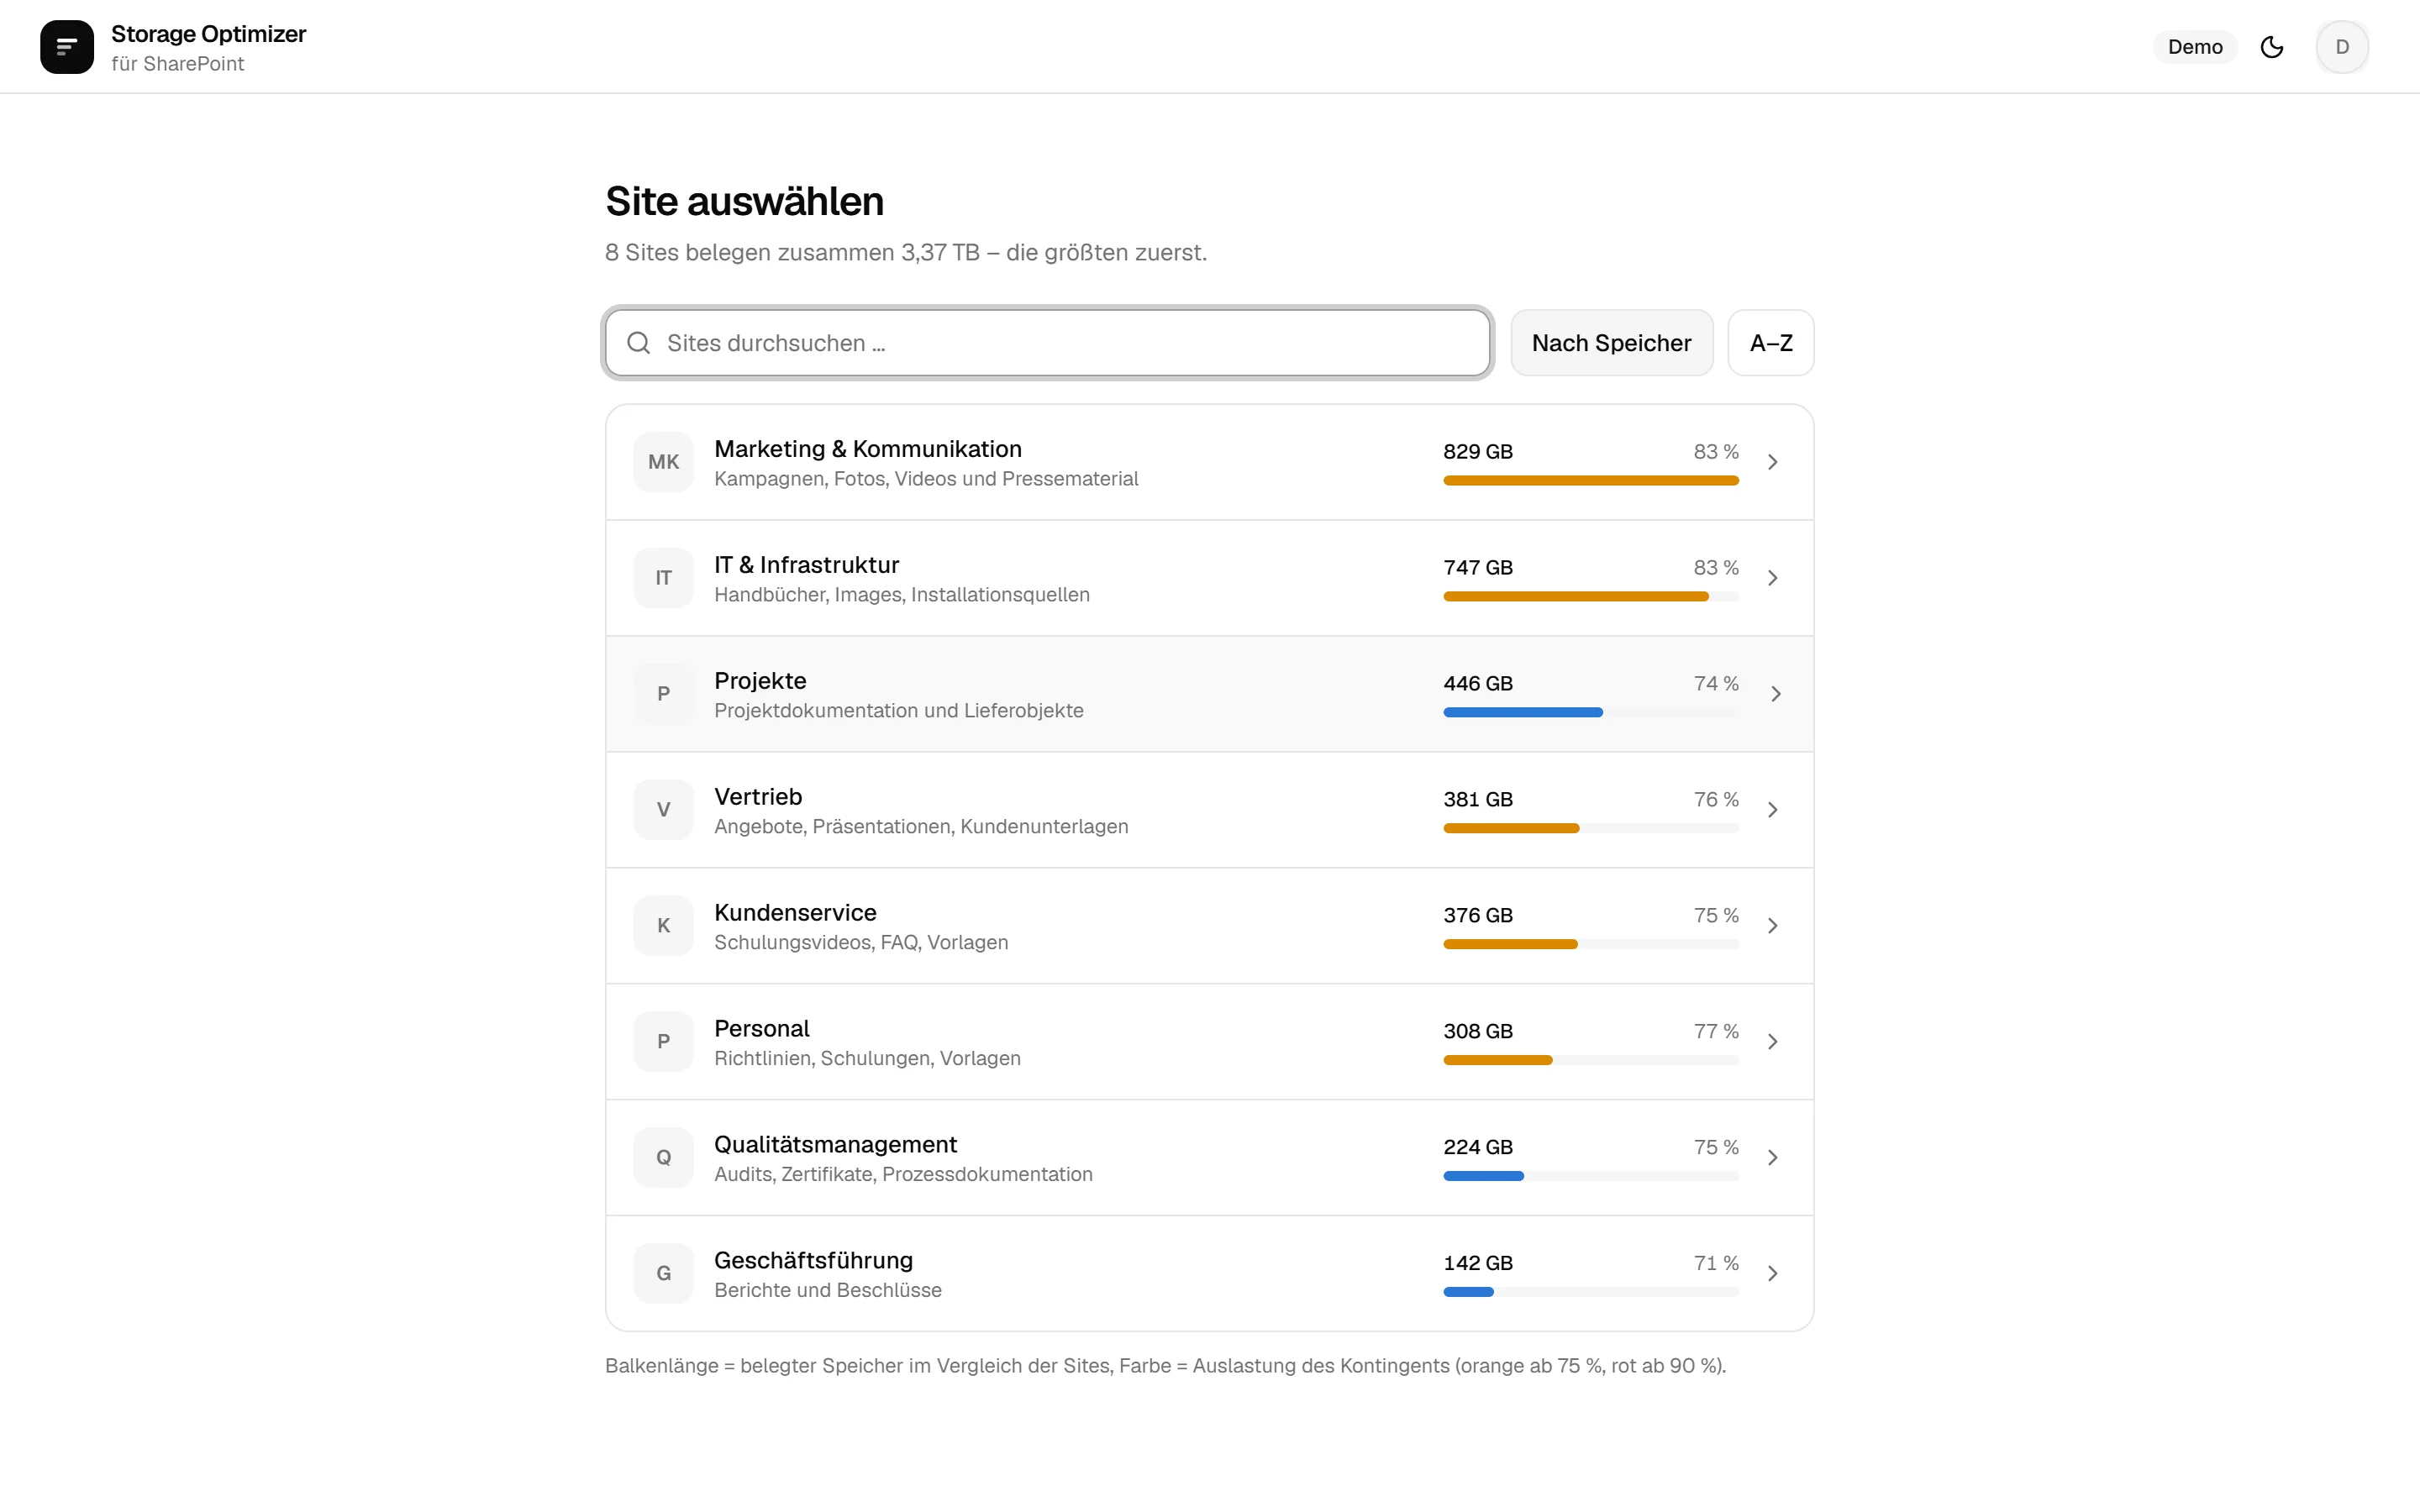 Storage Optimizer
für SharePoint
Demo
D
Site auswählen
8 Sites belegen zusammen 3,37 TB – die größten zuerst.
Sites durchsuchen ...
Nach Speicher
A–Z
MK
Marketing & Kommunikation
Kampagnen, Fotos, Videos und Pressematerial
829 GB
83 %
IT
IT & Infrastruktur
Handbücher, Images, Installationsquellen
747 GB
83 %
P
Projekte
Projektdokumentation und Lieferobjekte
446 GB
74 %
V
Vertrieb
Angebote, Präsentationen, Kundenunterlagen
381 GB
76 %
K
Kundenservice
Schulungsvideos, FAQ, Vorlagen
376 GB
75 %
P
Personal
Richtlinien, Schulungen, Vorlagen
308 GB
77 %
Q
Qualitätsmanagement
Audits, Zertifikate, Prozessdokumentation
224 GB
75 %
G
Geschäftsführung
Berichte und Beschlüsse
142 GB
71 %
Balkenlänge = belegter Speicher im Vergleich der Sites, Farbe = Auslastung des Kontingents (orange ab 75 %, rot ab 90 %).